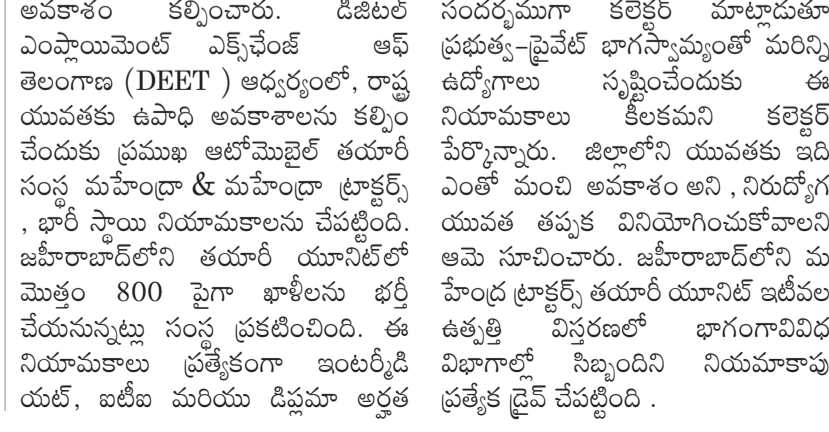 అవకాశం కల్పించారు. డిజిటల్
ఎంప్లాయిమెంట్ ఎక్స్‌ఛేంజ్ ఆఫ్
తెలంగాణ (DEET ) ఆధ్వర్యంలో, రాష్ట్ర
యువతకు ఉపాధి అవకాశాలను కల్పిం
చేందుకు ప్రముఖ ఆటోమొబైల్ తయారీ
సంస్థ మహేంద్రా & మహేంద్రా ట్రాక్టర్స్
, భారీ స్థాయి నియామకాలను చేపట్టింది.
జహీరాబాద్‌లోని తయారీ యూనిట్‌లో
మొత్తం 800 పైగా ఖాళీలను భర్తీ
చేయనున్నట్లు సంస్థ ప్రకటించింది. ఈ
నియామకాలు ప్రత్యేకంగా ఇంటర్మీడి
యట్, ఐటీఐ మరియు డిప్లమా అర్హత
సందర్భముగా కలెక్టర్ మాట్లాడుతూ
ప్రభుత్వ-ప్రైవేట్ భాగస్వామ్యంతో మరిన్ని
ఉద్యోగాలు సృష్టించేందుకు ఈ
నియామకాలు కీలకమని కలెక్టర్
పేర్కొన్నారు. జిల్లాలోని యువతకు ఇది
ఎంతో మంచి అవకాశం అని , నిరుద్యోగ
యువత తప్పక వినియోగించుకోవాలని
ఆమె సూచించారు. జహీరాబాద్‌లోని మ
హేంద్ర ట్రాక్టర్స్ తయారీ యూనిట్ ఇటీవల
ఉత్పత్తి విస్తరణలో భాగంగావివిధ
విభాగాల్లో సిబ్బందిని నియమాకాపు
ప్రత్యేక డ్రైవ్ చేపట్టింది .